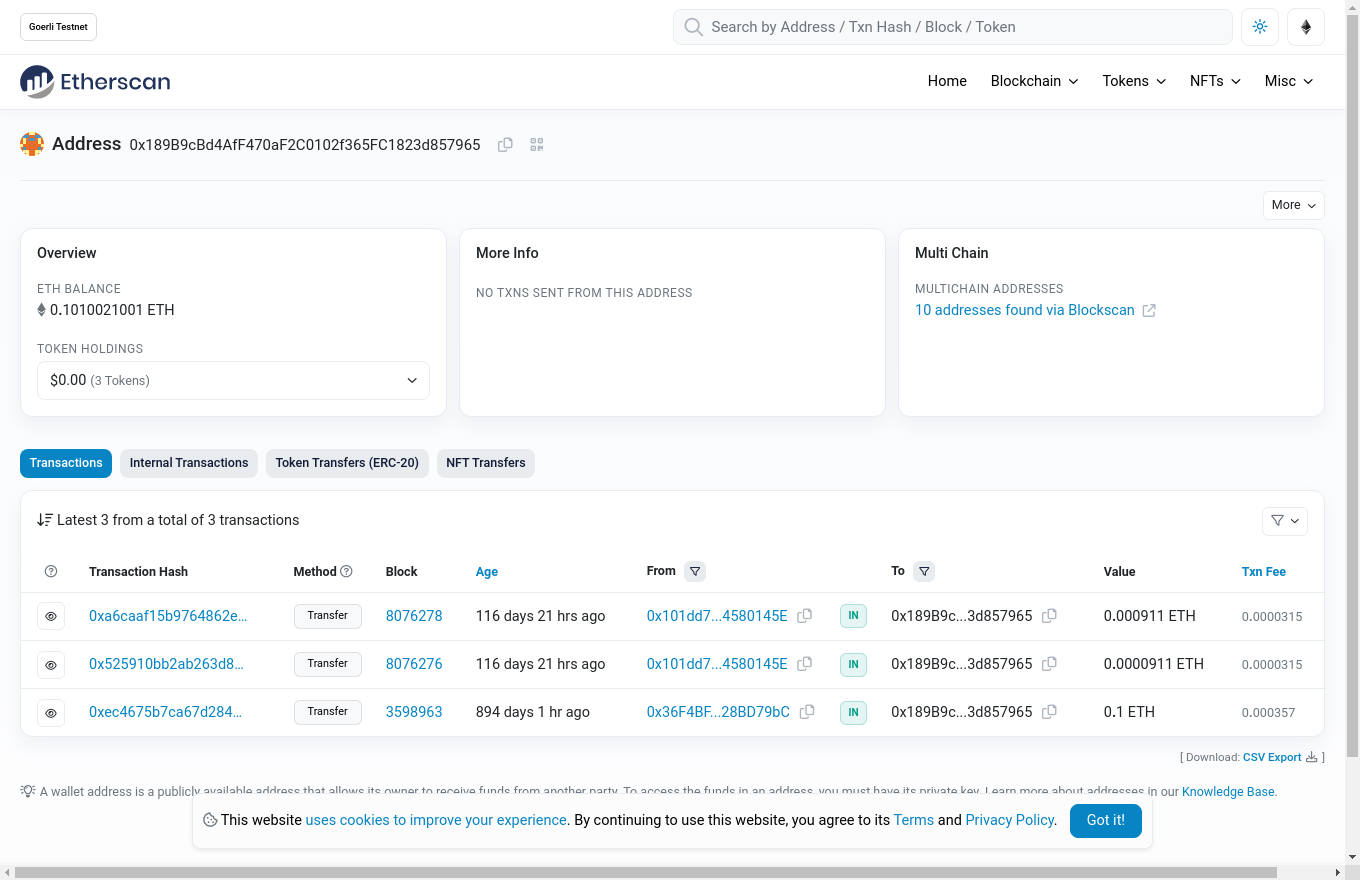 Goerli Testnet
Search by Address / Txn Hash / Block / Token
Etherscan
Home Blockchain Tokens NFTs Misc
Address 0x189B9cBd4AfF470aF2C0102f365FC1823d857965
More
Overview
ETH BALANCE
0.1010021001 ETH
TOKEN HOLDINGS
$0.00 (3 Tokens)
More Info
NO TXNS SENT FROM THIS ADDRESS
Multi Chain
MULTICHAIN ADDRESSES
10 addresses found via Blockscan
Transactions Internal Transactions Token Transfers (ERC-20) NFT Transfers
Latest 3 from a total of 3 transactions
Transaction Hash Method Block Age From To Value Txn Fee
0xa6caaf15b9764862e... Transfer 8076278 116 days 21 hrs ago 0x101dd7...4580145E IN 0x189B9c...3d857965 0.000911 ETH 0.0000315
0x525910bb2ab263d8... Transfer 8076276 116 days 21 hrs ago 0x101dd7...4580145E IN 0x189B9c...3d857965 0.0000911 ETH 0.0000315
0xec4675b7ca67d284... Transfer 3598963 894 days 1 hr ago 0x36F4BF...28BD79bC IN 0x189B9c...3d857965 0.1 ETH 0.000357
[ Download: CSV Export ]
A wallet address is a publicly available address that allows its owner to receive funds from another party. To access the funds in an address, you must have its private key. Learn more about addresses in our Knowledge Base.
This website uses cookies to improve your experience. By continuing to use this website, you agree to its Terms and Privacy Policy. Got it!